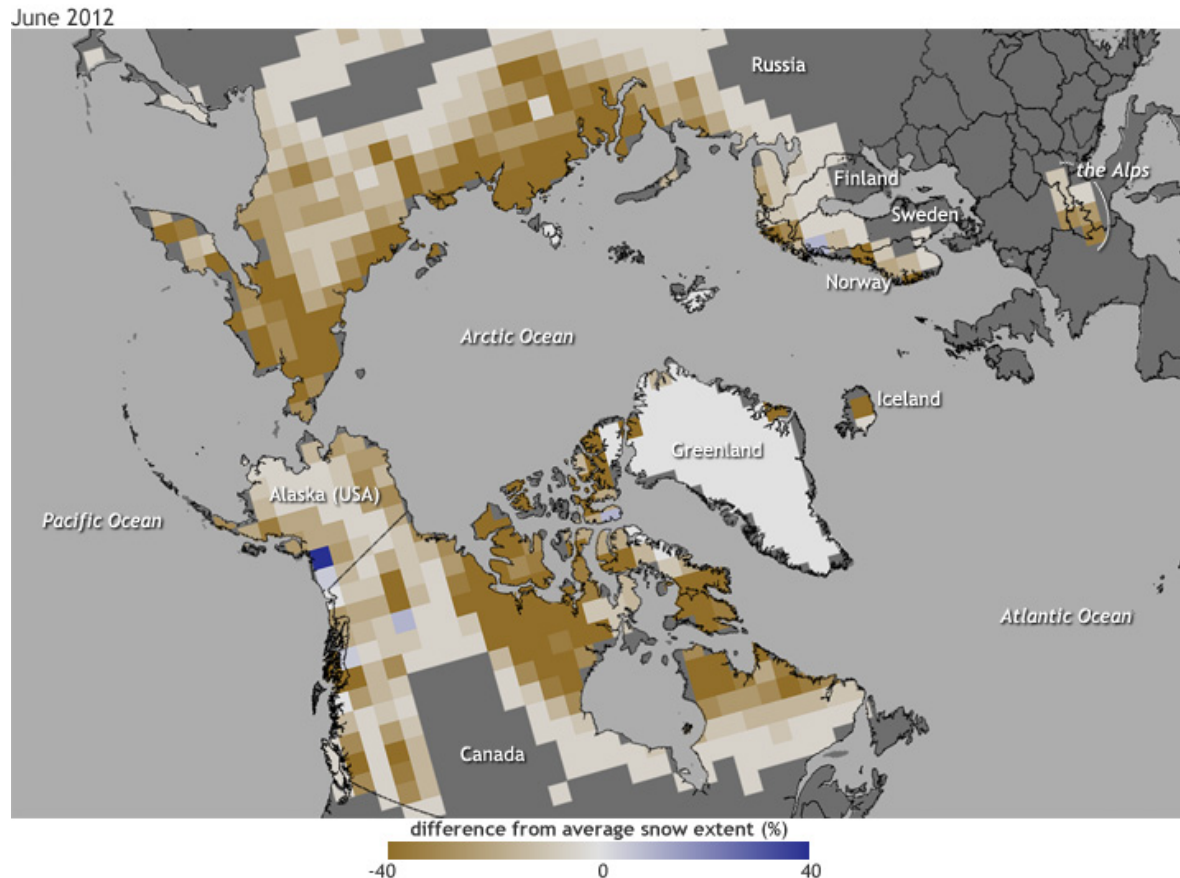 June 2012
Russia
the Alps
Finland
Sweden
Norway
Arctic Ocean
Iceland
Greenland
Alaska (USA)
Pacific Ocean
Atlantic Ocean
Canada
difference from average snow extent (%)
-40 0 40